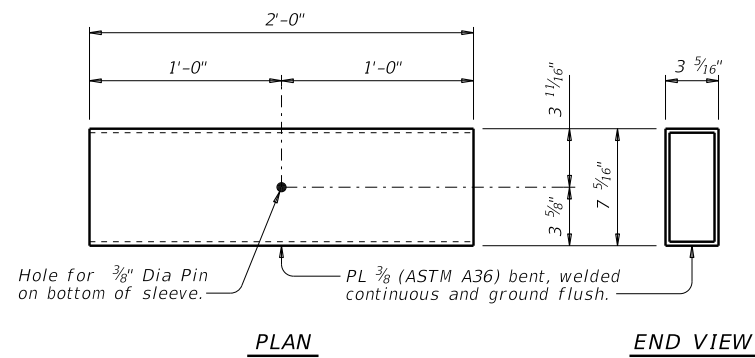 2'-0"
1'-0"
1'-0"
3 11/16"
3 5/16"
3 5/8"
7 5/16"
Hole for 3/8" Dia Pin
on bottom of sleeve.
PL 3/8 (ASTM A36) bent, welded
continuous and ground flush.
PLAN
END VIEW